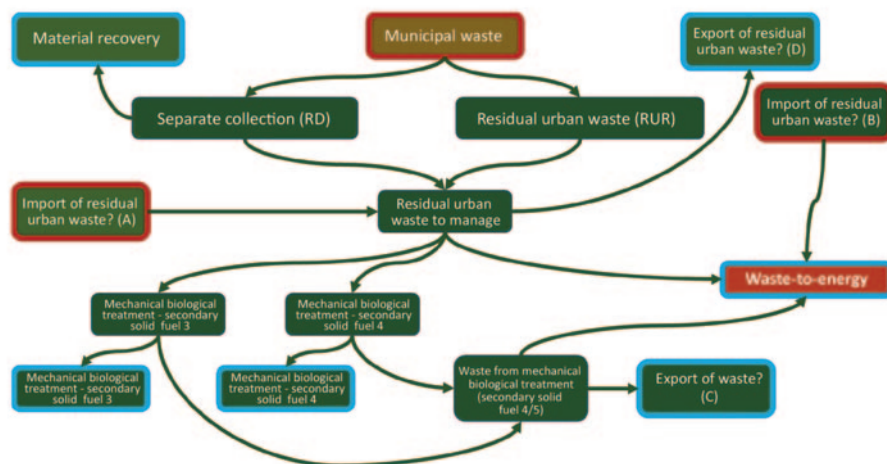 Material recovery
Municipal waste
Export of residual
urban waste? (D)
Import of residual
urban waste? (B)
Separate collection (RD)
Residual urban waste (RUR)
Import of residual
urban waste? (A)
Residual urban
waste to manage
Waste-to-energy
Mechanical biological
treatment - secondary
solid fuel 3
Mechanical biological
treatment - secondary
solid fuel 4
Mechanical biological
treatment - secondary
solid fuel 3
Mechanical biological
treatment - secondary
solid fuel 4
Waste from mechanical
biological treatment
(secondary solid
fuel 4/5)
Export of waste?
(C)